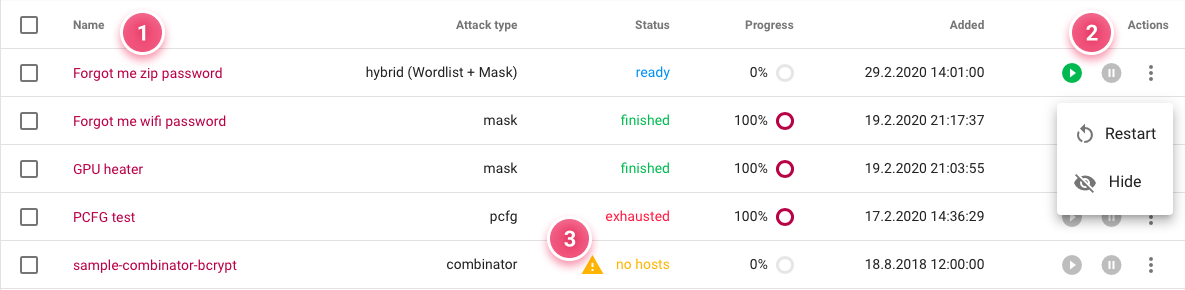 Name 1 Attack type Status Progress Added 2 Actions
Forgot me zip password hybrid (Wordlist + Mask) ready 0% 29.2.2020 14:01:00
Forgot me wifi password mask finished 100% 19.2.2020 21:17:37
Restart
GPU heater mask finished 100% 19.2.2020 21:03:55
Hide
PCFG test pcfg exhausted 100% 17.2.2020 14:36:29
3
sample-combinator-bcrypt combinator no hosts 0% 18.8.2018 12:00:00